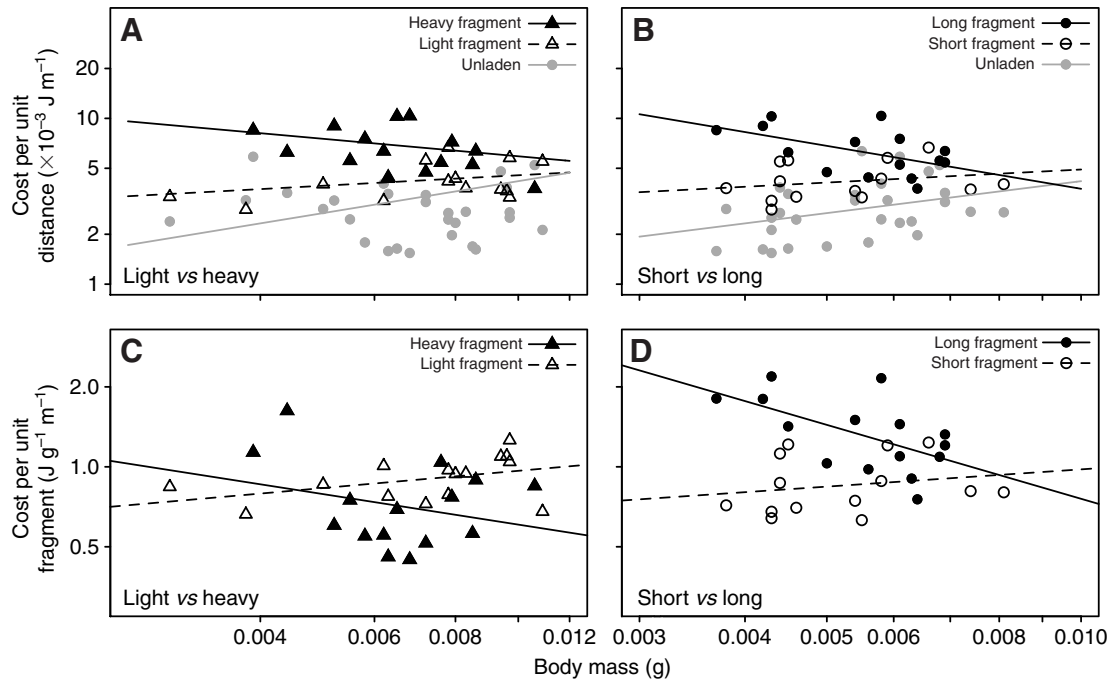 A
Heavy fragment
Light fragment
Unladen
B
Long fragment
Short fragment
Unladen
20
10
5
2
1
Cost per unit
distance (×10⁻³ J m⁻¹)
Light vs heavy
Short vs long
C
Heavy fragment
Light fragment
D
Long fragment
Short fragment
2.0
1.0
0.5
Cost per unit
fragment (J g⁻¹ m⁻¹)
Light vs heavy
Short vs long
0.004 0.006 0.008 0.012
0.003 0.004 0.005 0.006 0.008 0.010
Body mass (g)